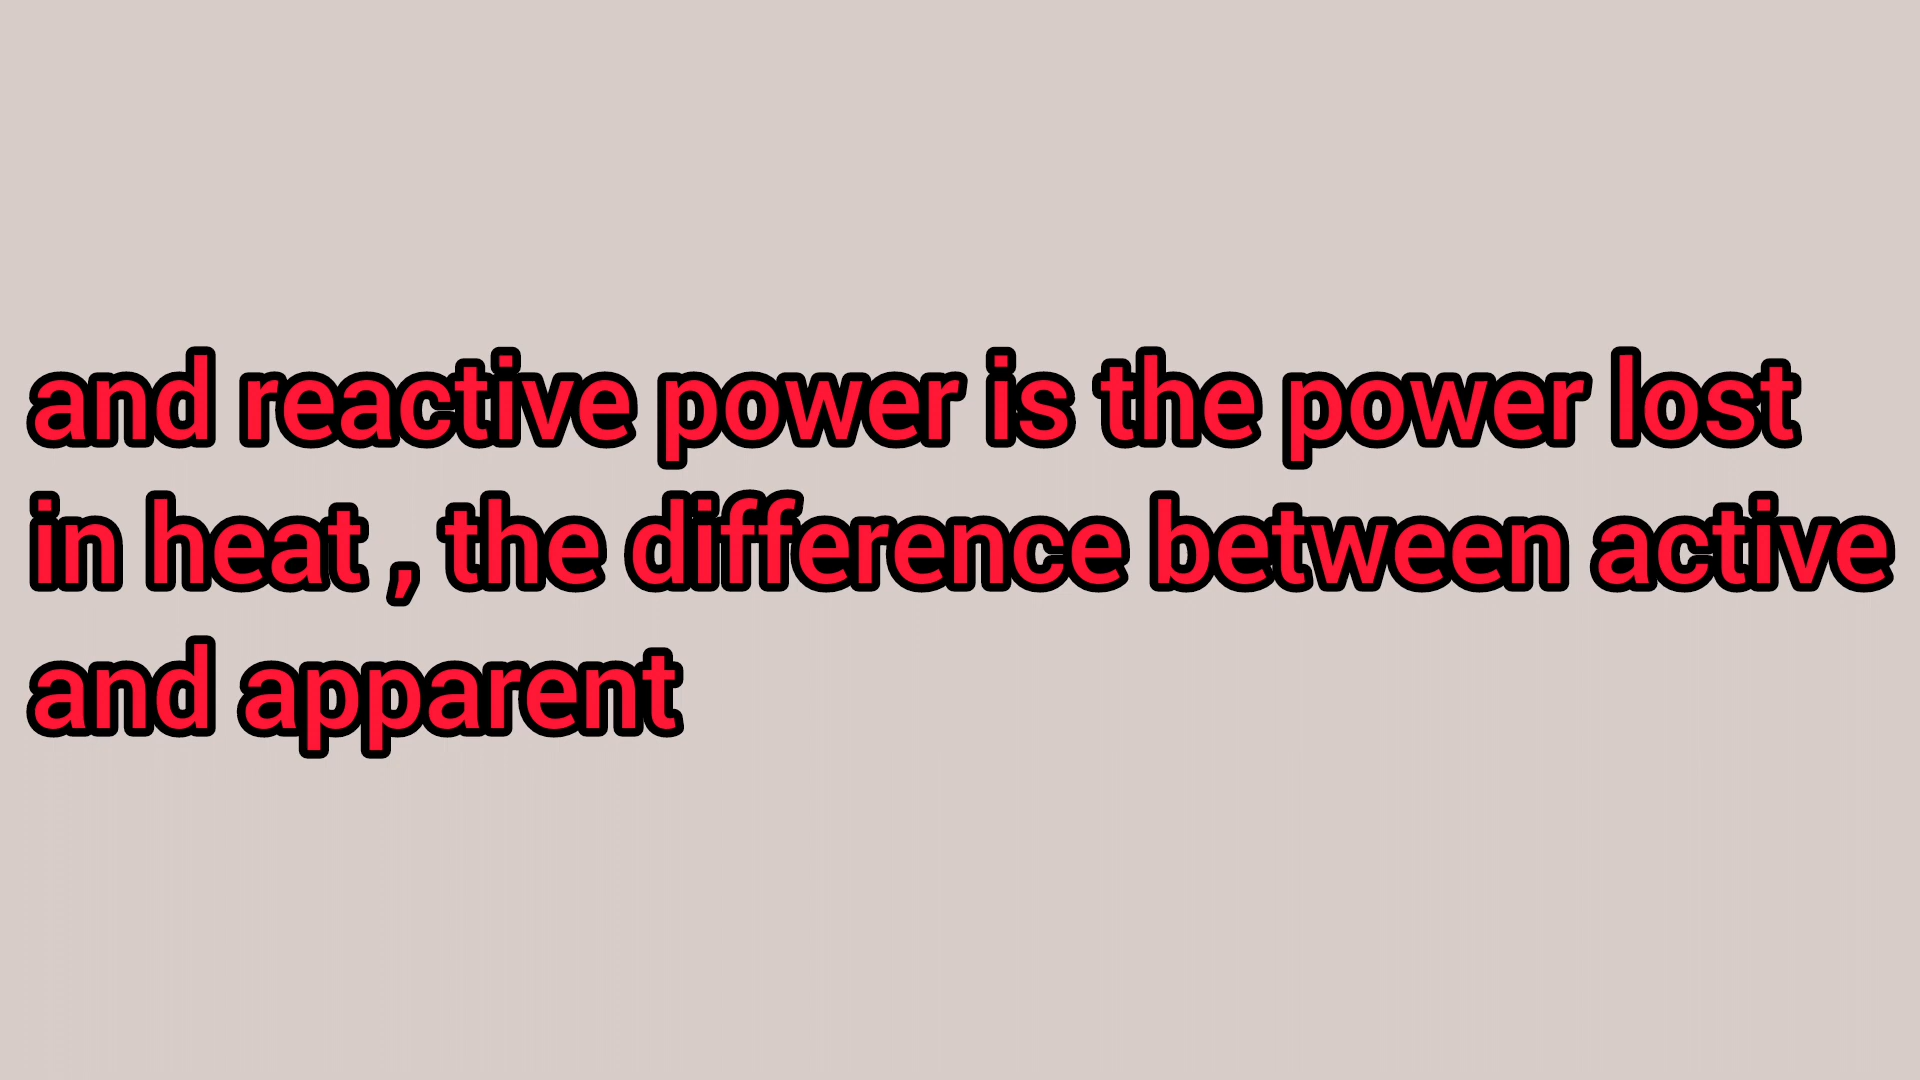 and reactive power is the power lost
in heat , the difference between active
and apparent